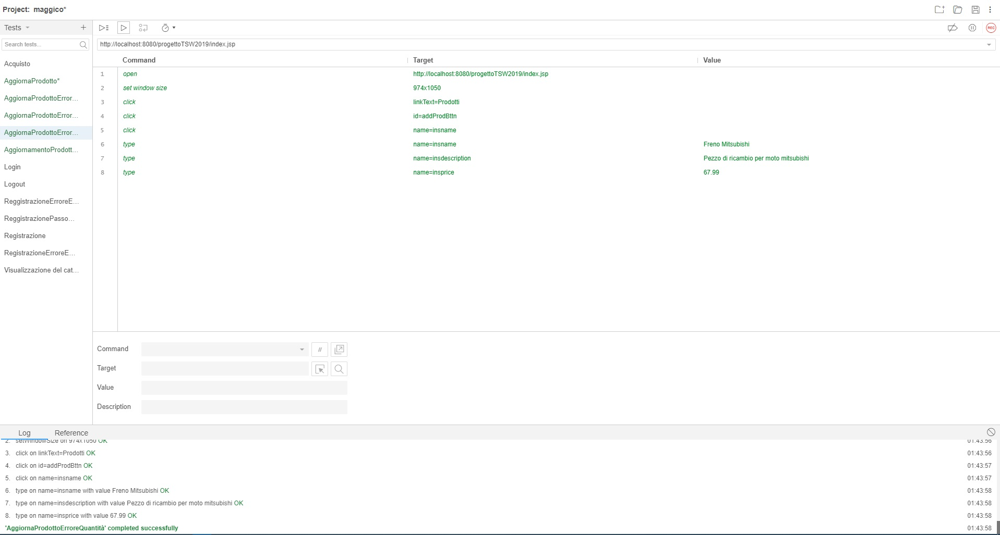 Project: maggico*
Tests
Search tests...
Acquisto
AggiornaProdotto*
AggiornaProdottoError...
AggiornaProdottoError...
AggiornaProdottoError...
AggiornamentoProdott...
Login
Logout
ReggistrazioneErroreE...
ReggistrazionePasso...
Registrazione
RegistrazioneErroreE...
Visualizzazione del cat...
REC
http://localhost:8080/progettoTSW2019/index.jsp
Command Target Value
1 open http://localhost:8080/progettoTSW2019/index.jsp
2 set window size 974x1050
3 click linkText=Prodotti
4 click id=addProdBttn
5 click name=insname
6 type name=insname Freno Mitsubishi
7 type name=insdescription Pezzo di ricambio per moto mitsubishi
8 type name=insprice 67.99
Command //
Target
Value
Description
Log Reference
2. setWindowSize on 974x1050 OK 01:43:56
3. click on linkText=Prodotti OK 01:43:56
4. click on id=addProdBttn OK 01:43:57
5. click on name=insname OK 01:43:57
6. type on name=insname with value Freno Mitsubishi OK 01:43:58
7. type on name=insdescription with value Pezzo di ricambio per moto mitsubishi OK 01:43:58
8. type on name=insprice with value 67.99 OK 01:43:58
'AggiornaProdottoErroreQuantità' completed successfully 01:43:58